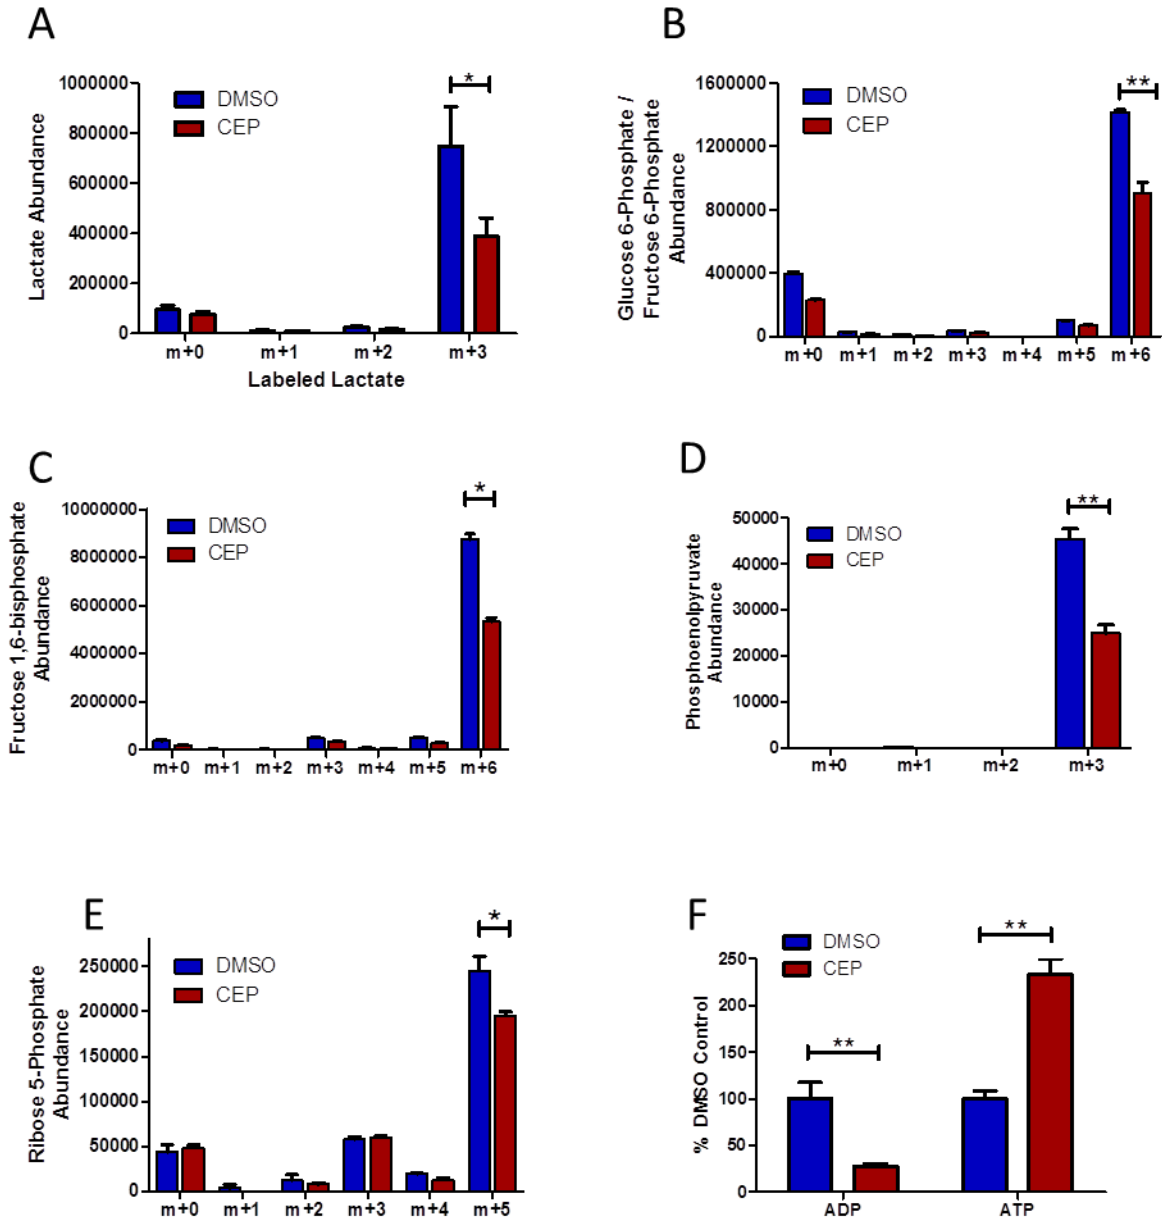 A
Lactate Abundance
1000000
800000
600000
400000
200000
0
DMSO
CEP
*
m+0 m+1 m+2 m+3
Labeled Lactate
B
Glucose 6-Phosphate /
Fructose 6-Phosphate
Abundance
1600000
1200000
800000
400000
0
DMSO
CEP
**
m+0 m+1 m+2 m+3 m+4 m+5 m+6
C
Fructose 1,6-bisphosphate
Abundance
10000000
8000000
6000000
4000000
2000000
0
DMSO
CEP
*
m+0 m+1 m+2 m+3 m+4 m+5 m+6
D
Phosphoenolpyruvate
Abundance
50000
40000
30000
20000
10000
0
DMSO
CEP
**
m+0 m+1 m+2 m+3
E
Ribose 5-Phosphate
Abundance
250000
200000
150000
100000
50000
0
DMSO
CEP
*
m+0 m+1 m+2 m+3 m+4 m+5
F
% DMSO Control
250
200
150
100
50
0
DMSO
CEP
**
**
ADP ATP